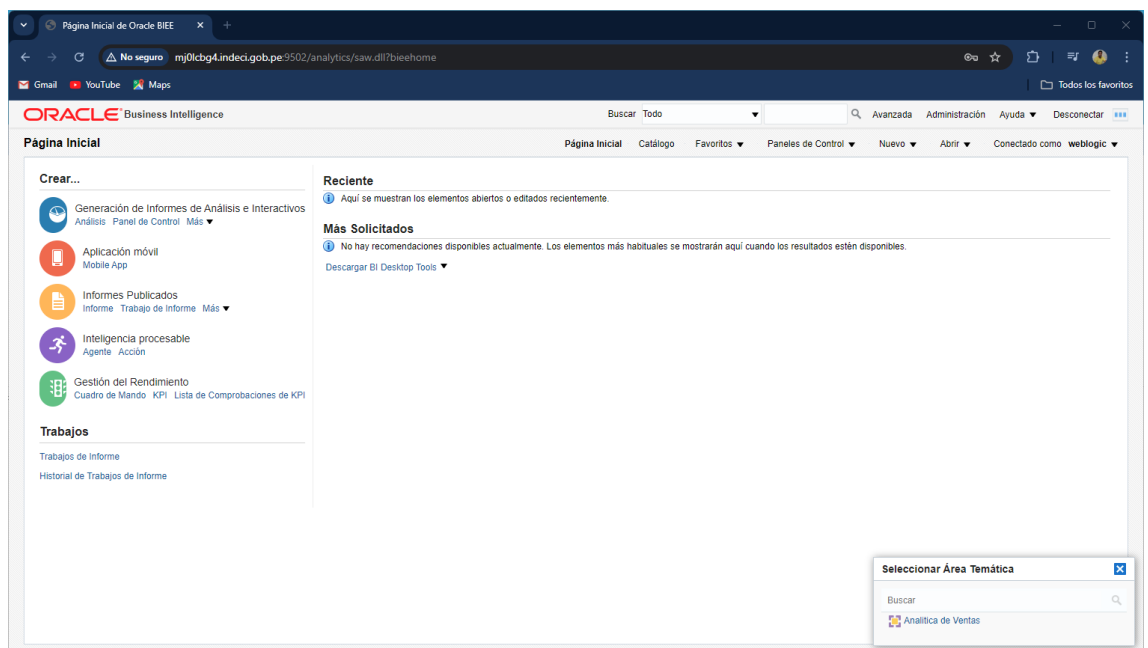 Página Inicial de Oracle BIEE
No seguro mj0lcbg4.indeci.gob.pe:9502/analytics/saw.dll?bieehome
Gmail YouTube Maps Todos los favoritos
ORACLE Business Intelligence Buscar Todo Avanzada Administración Ayuda Desconectar
Página Inicial Página Inicial Catálogo Favoritos Paneles de Control Nuevo Abrir Conectado como weblogic
Crear...
Generación de Informes de Análisis e Interactivos
Análisis Panel de Control Más
Aplicación móvil
Mobile App
Informes Publicados
Informe Trabajo de Informe Más
Inteligencia procesable
Agente Acción
Gestión del Rendimiento
Cuadro de Mando KPI Lista de Comprobaciones de KPI
Trabajos
Trabajos de Informe
Historial de Trabajos de Informe
Reciente
Aquí se muestran los elementos abiertos o editados recientemente.
Más Solicitados
No hay recomendaciones disponibles actualmente. Los elementos más habituales se mostrarán aquí cuando los resultados estén disponibles.
Descargar BI Desktop Tools
Seleccionar Área Temática
Buscar
Analitica de Ventas